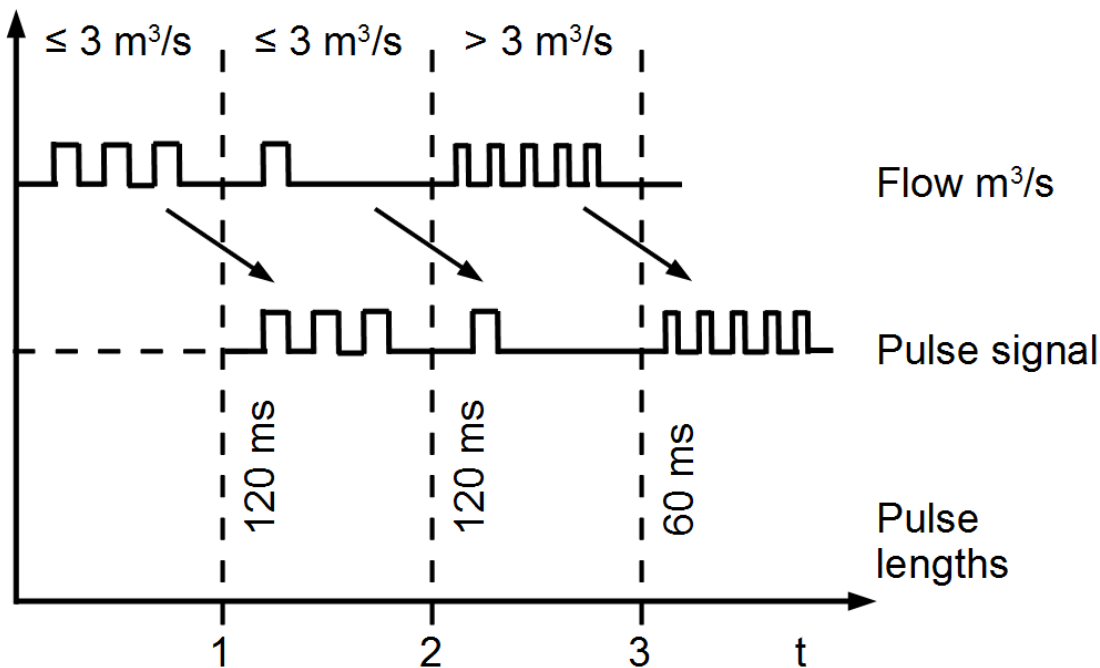 ≤ 3 m³/s
≤ 3 m³/s
> 3 m³/s
Flow m³/s
Pulse signal
120 ms
120 ms
60 ms
Pulse
lengths
1
2
3
t